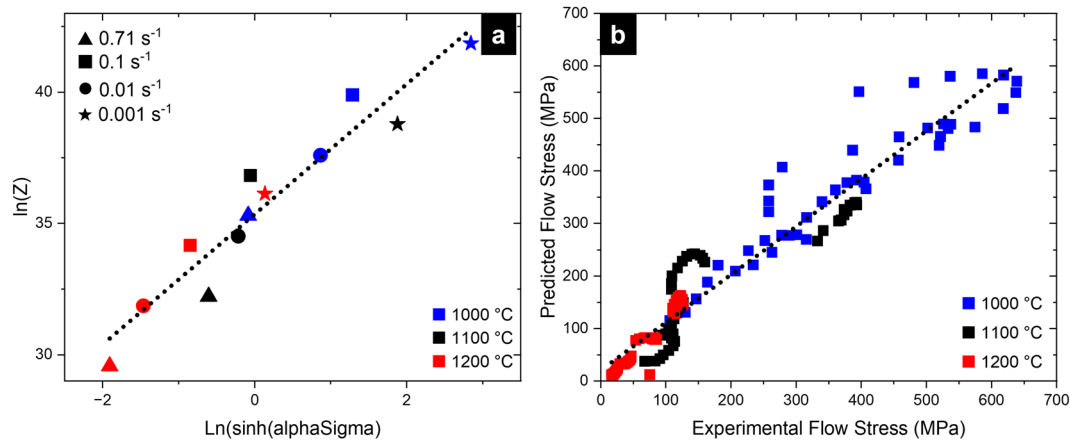 a
0.71 s⁻¹
0.1 s⁻¹
0.01 s⁻¹
0.001 s⁻¹
40
35
30
ln(Z)
1000 °C
1100 °C
1200 °C
−2
0
2
Ln(sinh(alphaSigma)
b
700
600
500
400
300
200
100
0
Predicted Flow Stress (MPa)
1000 °C
1100 °C
1200 °C
0
100
200
300
400
500
600
700
Experimental Flow Stress (MPa)